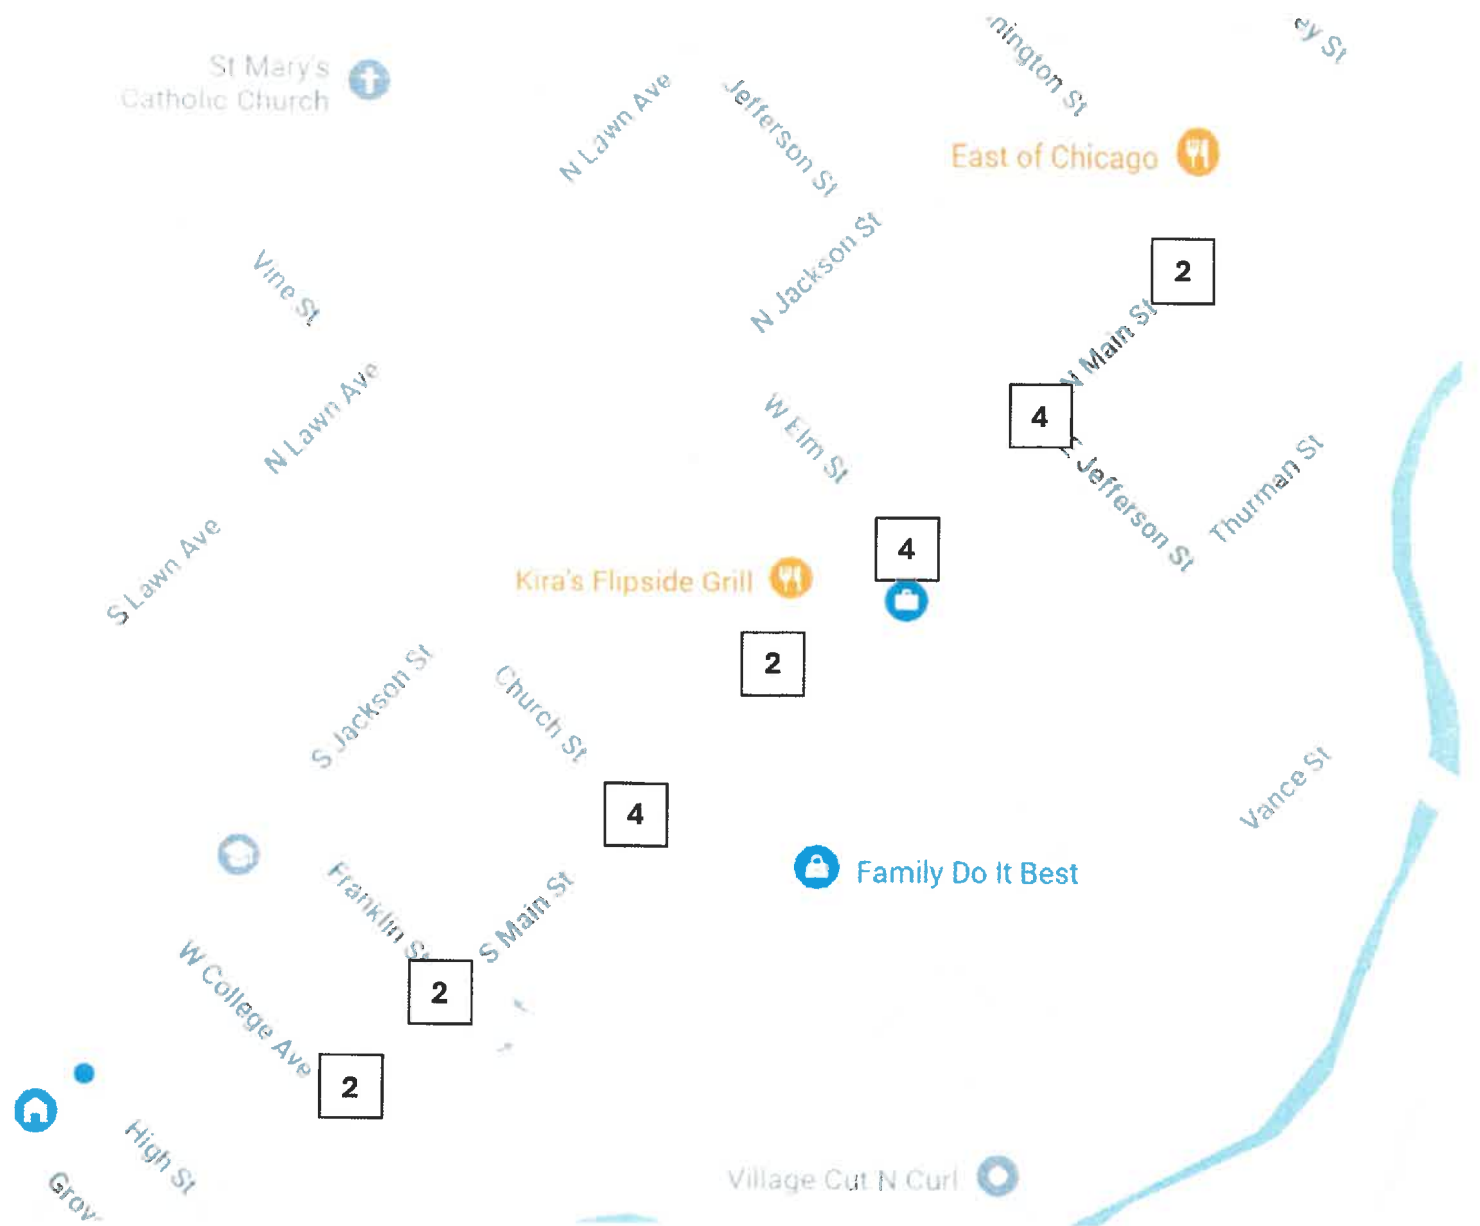 St Mary's
Catholic Church
N Lawn Ave
Jefferson St
nington St
ey St
East of Chicago
N Jackson St
Vine St
2
N Main St
N Lawn Ave
W Elm St
4
E Jefferson St
Thurman St
S Lawn Ave
4
Kira's Flipside Grill
2
S Jackson St
Church St
Vance St
4
Family Do It Best
Franklin St
S Main St
W College Ave
2
2
High St
Grov
Village Cut N Curl